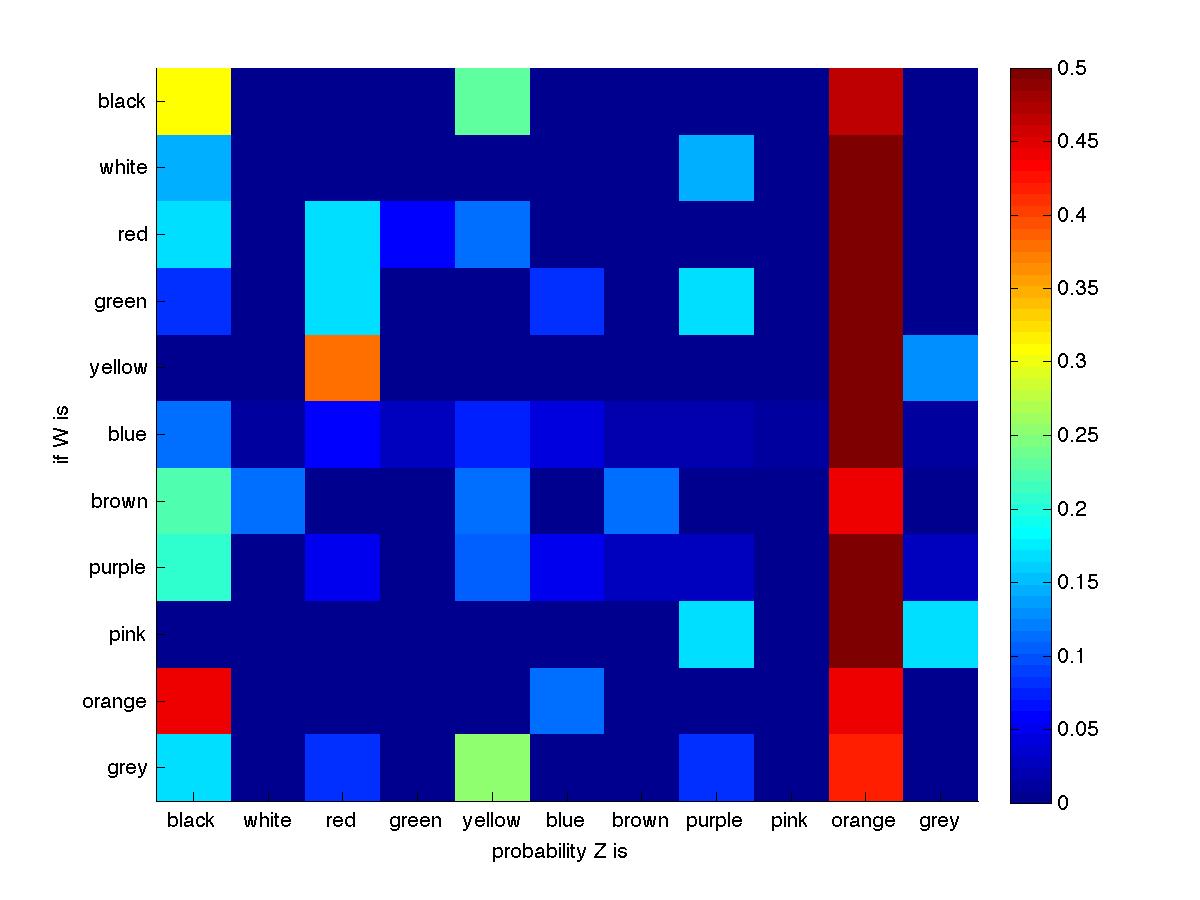 black
white
red
green
yellow
blue
brown
purple
pink
orange
grey
if W is
black white red green yellow blue brown purple pink orange grey
probability Z is
0.5
0.45
0.4
0.35
0.3
0.25
0.2
0.15
0.1
0.05
0